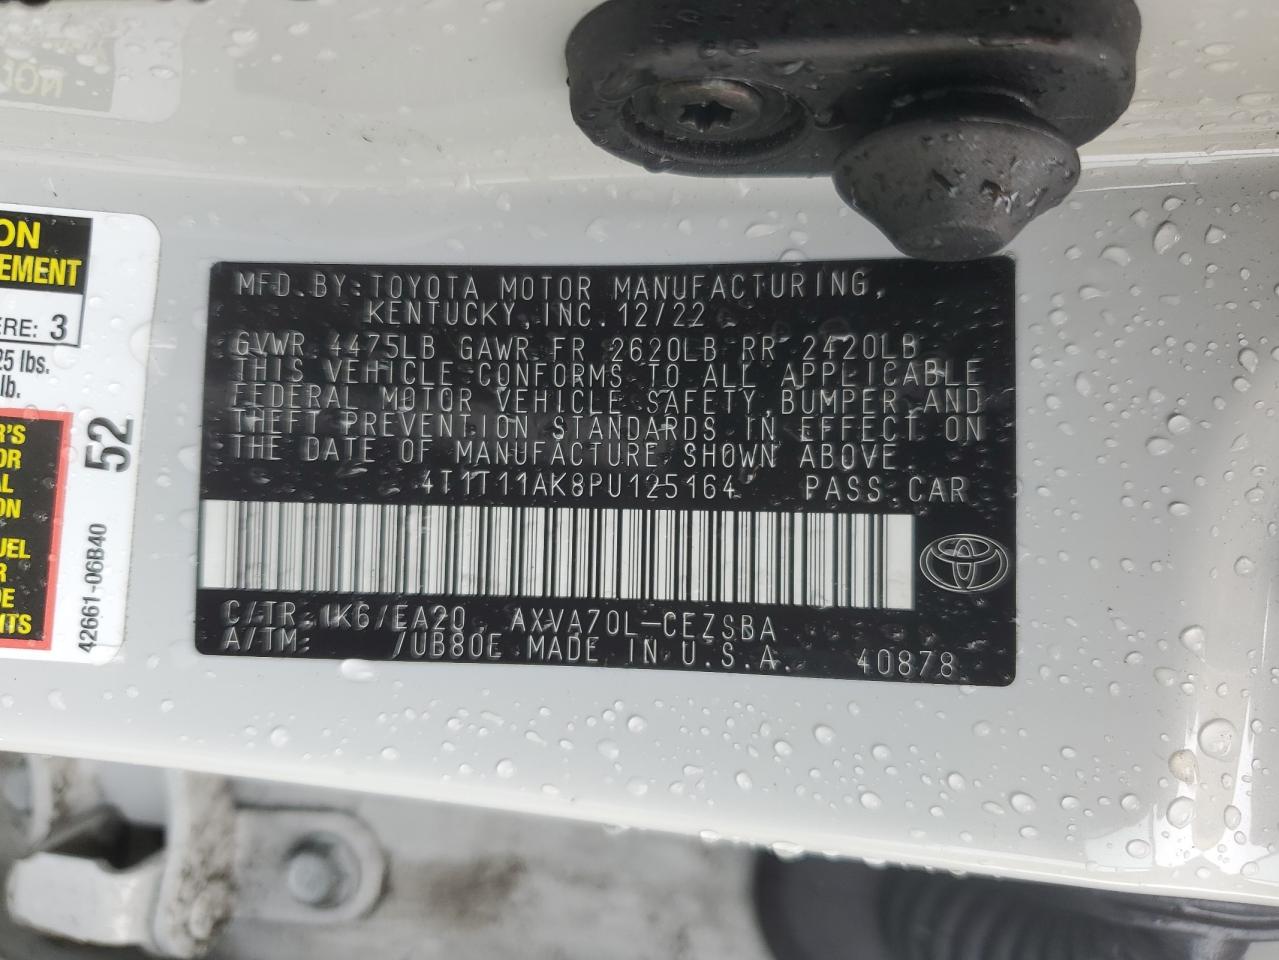 ON
EMENT
ERE: 3
25 lbs.
lb.
R'S
OR
AL
ON
UEL
R
DE
NTS
52
42661-06B40
MFD. BY: TOYOTA MOTOR MANUFACTURING,
KENTUCKY, INC. 12/22
GVWR 4475LB GAWR FR 2620LB RR 2420LB
THIS VEHICLE CONFORMS TO ALL APPLICABLE
FEDERAL MOTOR VEHICLE SAFETY, BUMPER, AND
THEFT PREVENTION STANDARDS IN EFFECT ON
THE DATE OF MANUFACTURE SHOWN ABOVE.
4T1T11AK8PU125164 PASS CAR
C/TR: 1K6/EA20 AXVA70L-CEZSBA
A/TM: /UB80E MADE IN U.S.A. 40878